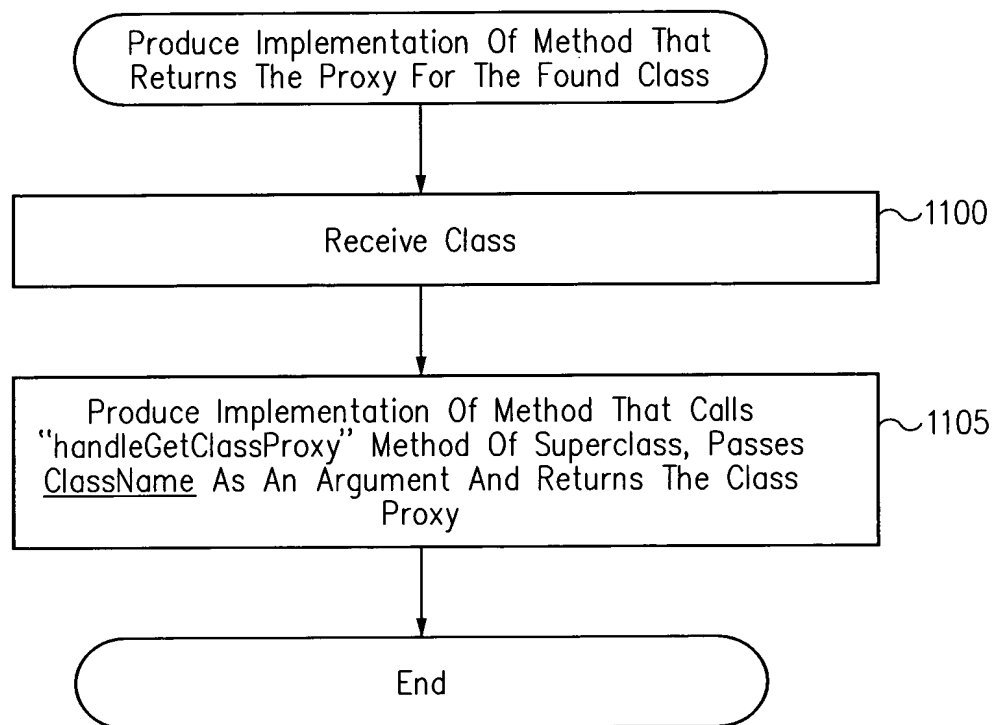 Produce Implementation Of Method That
Returns The Proxy For The Found Class
Receive Class
1100
Produce Implementation Of Method That Calls
“handleGetClassProxy” Method Of Superclass, Passes
ClassName As An Argument And Returns The Class
Proxy
1105
End